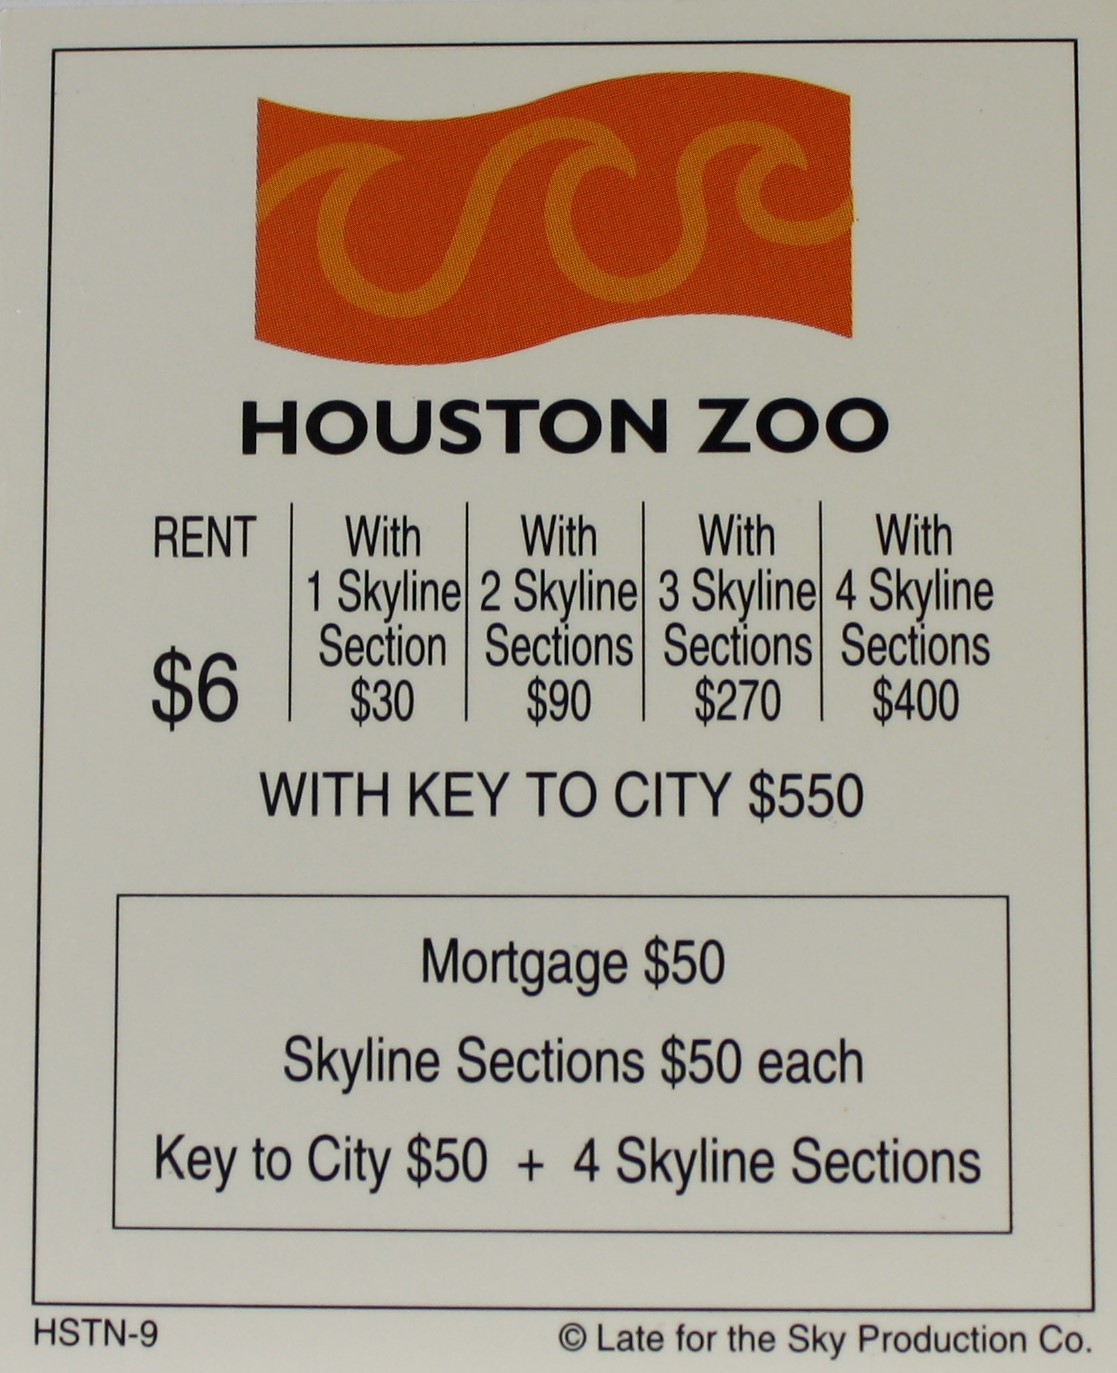 HOUSTON ZOO
RENT
$6
With
1 Skyline
Section
$30
With
2 Skyline
Sections
$90
With
3 Skyline
Sections
$270
With
4 Skyline
Sections
$400
WITH KEY TO CITY $550
Mortgage $50
Skyline Sections $50 each
Key to City $50 + 4 Skyline Sections
HSTN-9
© Late for the Sky Production Co.